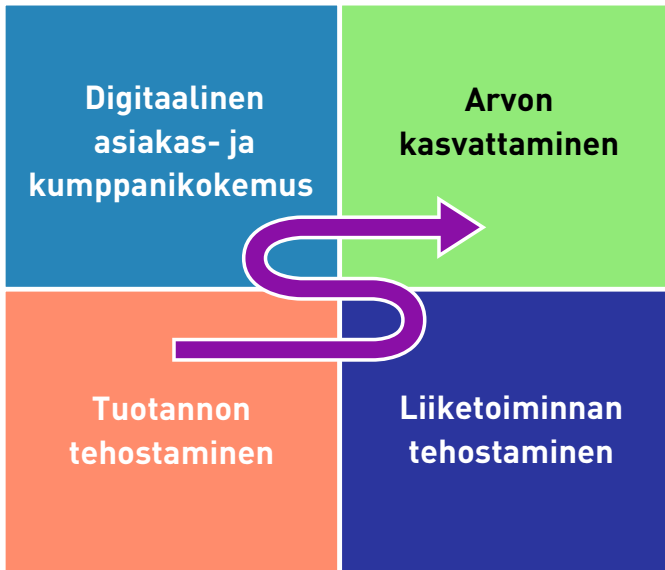 Digitaalinen
asiakas- ja
kumppanikokemus
Arvon
kasvattaminen
Tuotannon
tehostaminen
Liiketoiminnan
tehostaminen